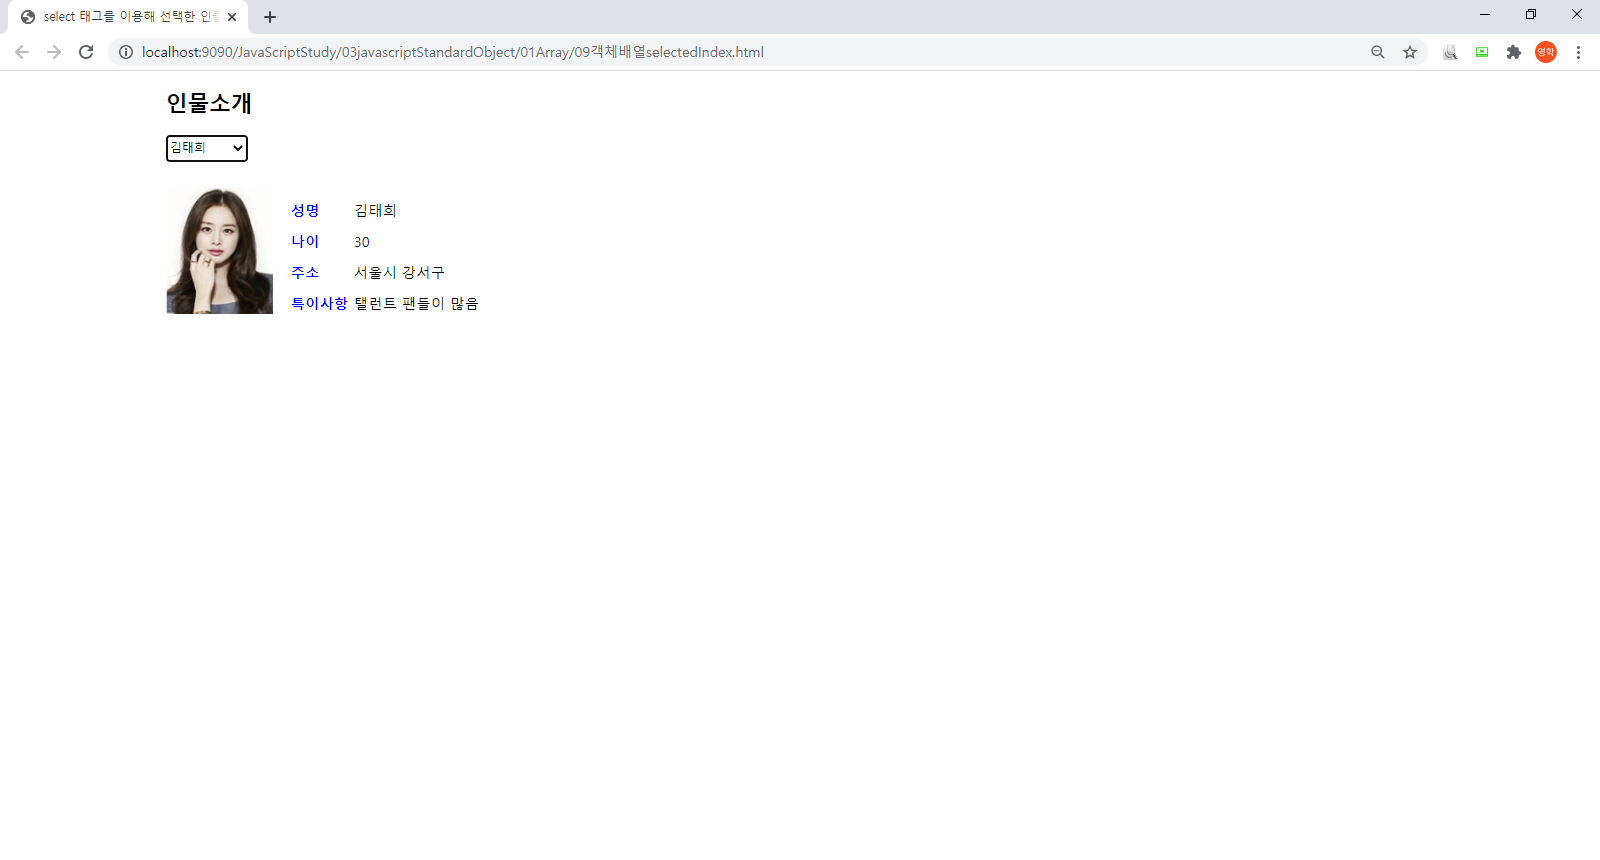 select 태그를 이용해 선택한 인
localhost:9090/JavaScriptStudy/03javascriptStandardObject/01Array/09객체배열selectedIndex.html
영학
인물소개
김태희
성명 김태희
나이 30
주소 서울시 강서구
특이사항 탤런트 팬들이 많음